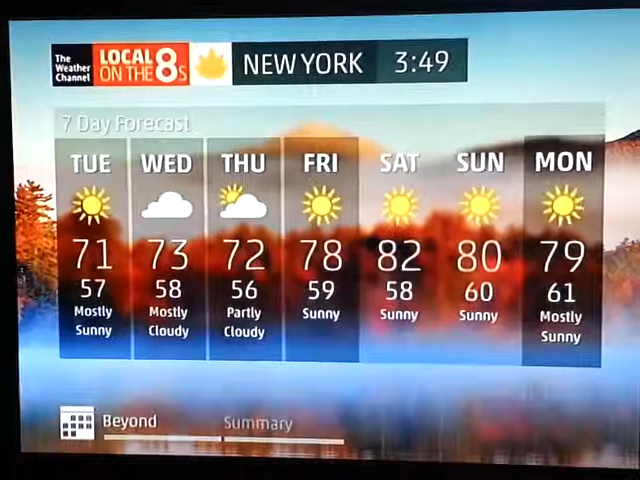 The Weather Channel
LOCAL ON THE 8s
NEW YORK 3:49
7 Day Forecast
TUE WED THU FRI SAT SUN MON
71 73 72 78 82 80 79
57 58 56 59 58 60 61
Mostly Sunny Mostly Cloudy Partly Cloudy Sunny Sunny Sunny Mostly Sunny
Beyond Summary